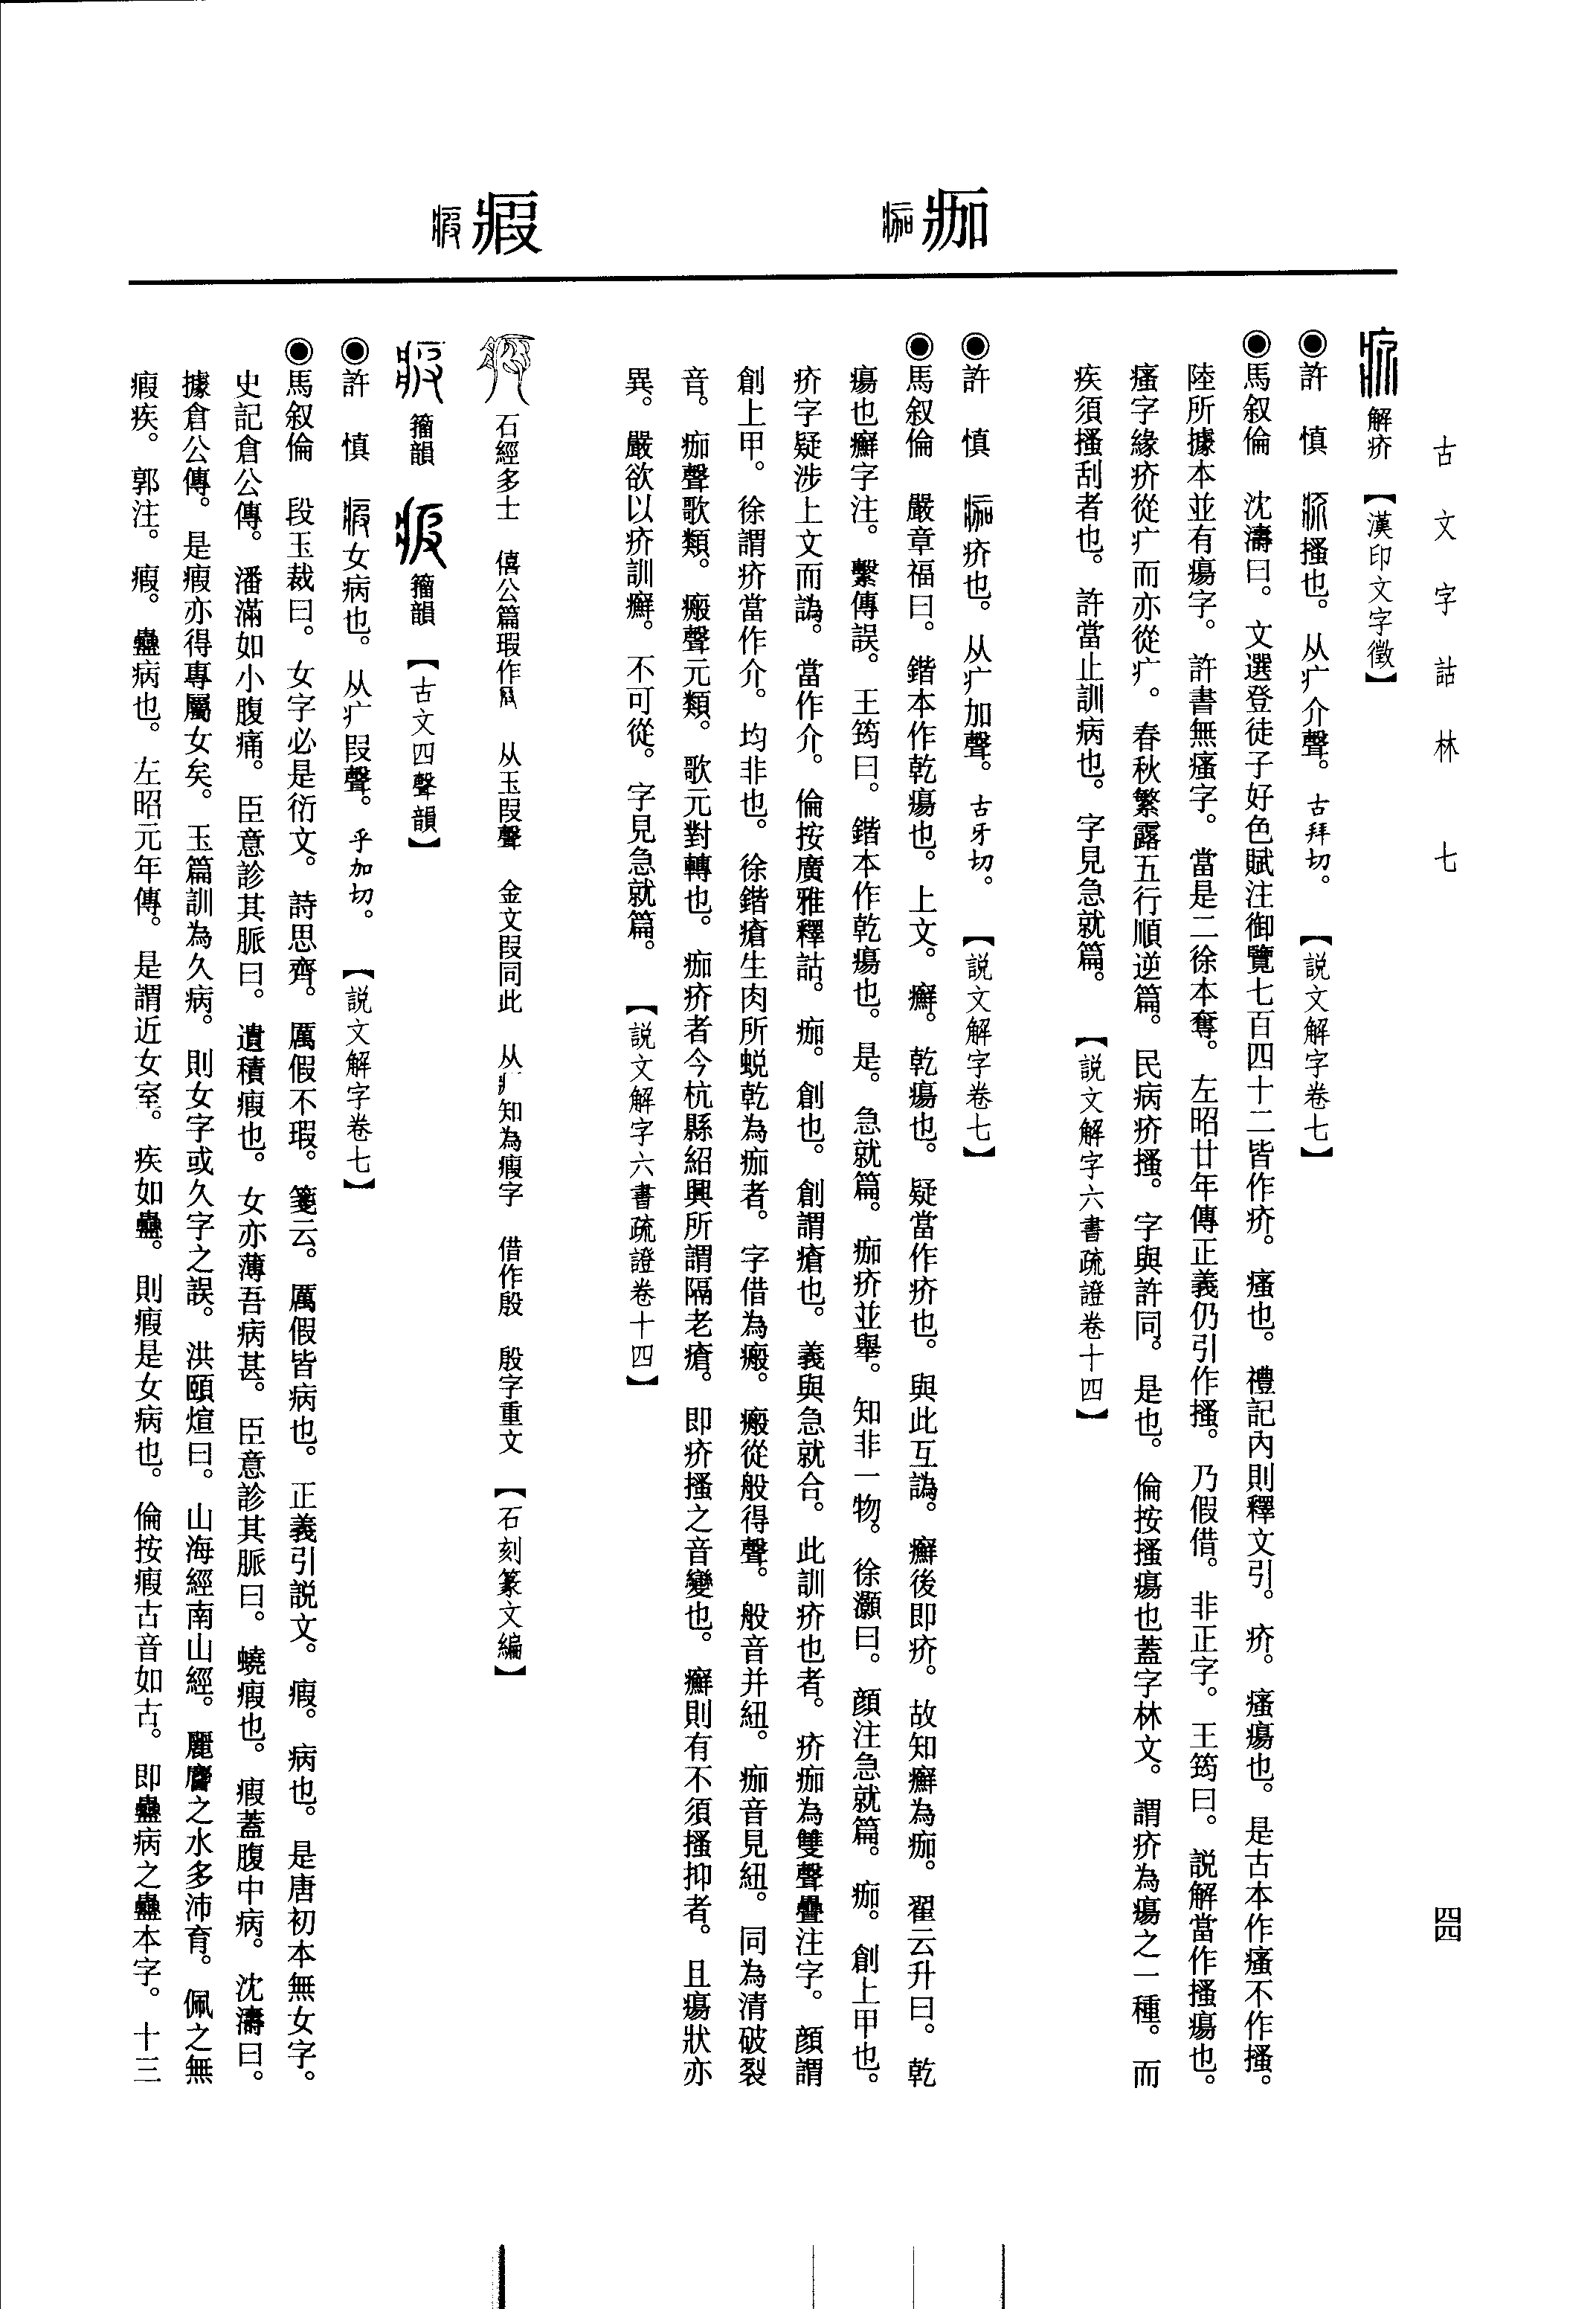 古文字詁林　七
四四
解疥　【漢印文字徵】
◉許　慎　疥搔也。从疒介聲。古拜切。【説文解字卷七】
◉馬叙倫　沈濤曰。文選登徒子好色賦注御覽七百四十二皆作疥。瘙也。禮記内則釋文引。疥。瘙瘍也。是古本作瘙不作搔。
陸所據本並有瘍字。許書無瘙字。當是二徐本奪。左昭廿年傳正義仍引作搔。乃假借。非正字。王筠曰。説解當作搔瘍也。
瘙字緣疥從疒而亦從疒。春秋繁露五行順逆篇。民病疥搔。字與許同。是也。倫按搔瘍也蓋字林文。謂疥為瘍之一種。而
疾須搔刮者也。許當止訓病也。字見急就篇。【説文解字六書疏證卷十四】
痂
痂
◉許　慎　痂疥也。从疒加聲。古牙切。【説文解字卷七】
◉馬叙倫　嚴章福曰。鍇本作乾瘍也。上文。癬。乾瘍也。疑當作疥也。與此互譌。癬後即疥。故知癬為痂。翟云升曰。乾
瘍也癬字注。繫傳誤。王筠曰。鍇本作乾瘍也。是。急就篇。痂疥並舉。知非一物。徐灝曰。顔注急就篇。痂。創上甲也。
疥字疑涉上文而譌。當作介。倫按廣雅釋詁。痂。創也。創謂瘡也。義與急就合。此訓疥也者。疥痂為雙聲疊注字。顔謂
創上甲。徐謂疥當作介。均非也。徐鍇瘡生肉所蜕乾為痂者。字借為瘢。瘢從般得聲。般音并紐。痂音見紐。同為清破裂
音。痂聲歌類。瘢聲元類。歌元對轉也。痂疥者今杭縣紹興所謂隔老瘡。即疥搔之音變也。癬則有不須搔抑者。且瘍狀亦
異。嚴欲以疥訓癬。不可從。字見急就篇。【説文解字六書疏證卷十四】
瘕
瘕
石經多士　僖公篇瑕作　从玉叚聲　金文叚同此　从疒知為瘕字　借作殷　殷字重文　【石刻篆文編】
籀韻　籀韻　【古文四聲韻】
◉許　慎　瘕女病也。从疒叚聲。乎加切。【説文解字卷七】
◉馬叙倫　段玉裁曰。女字必是衍文。詩思齊。厲假不瑕。箋云。厲假皆病也。正義引説文。瘕。病也。是唐初本無女字。
史記倉公傳。潘滿如小腹痛。臣意診其脈曰。遺積瘕也。女亦薄吾病甚。臣意診其脈曰。蟯瘕也。瘕蓋腹中病。沈濤曰。
據倉公傳。是瘕亦得專屬女矣。玉篇訓為久病。則女字或久字之誤。洪頤煊曰。山海經南山經。麗麐之水多沛育。佩之無
瘕疾。郭注。瘕。蠱病也。左昭元年傳。是謂近女室。疾如蠱。則瘕是女病也。倫按瘕古音如古。即蠱病之蠱本字。十三